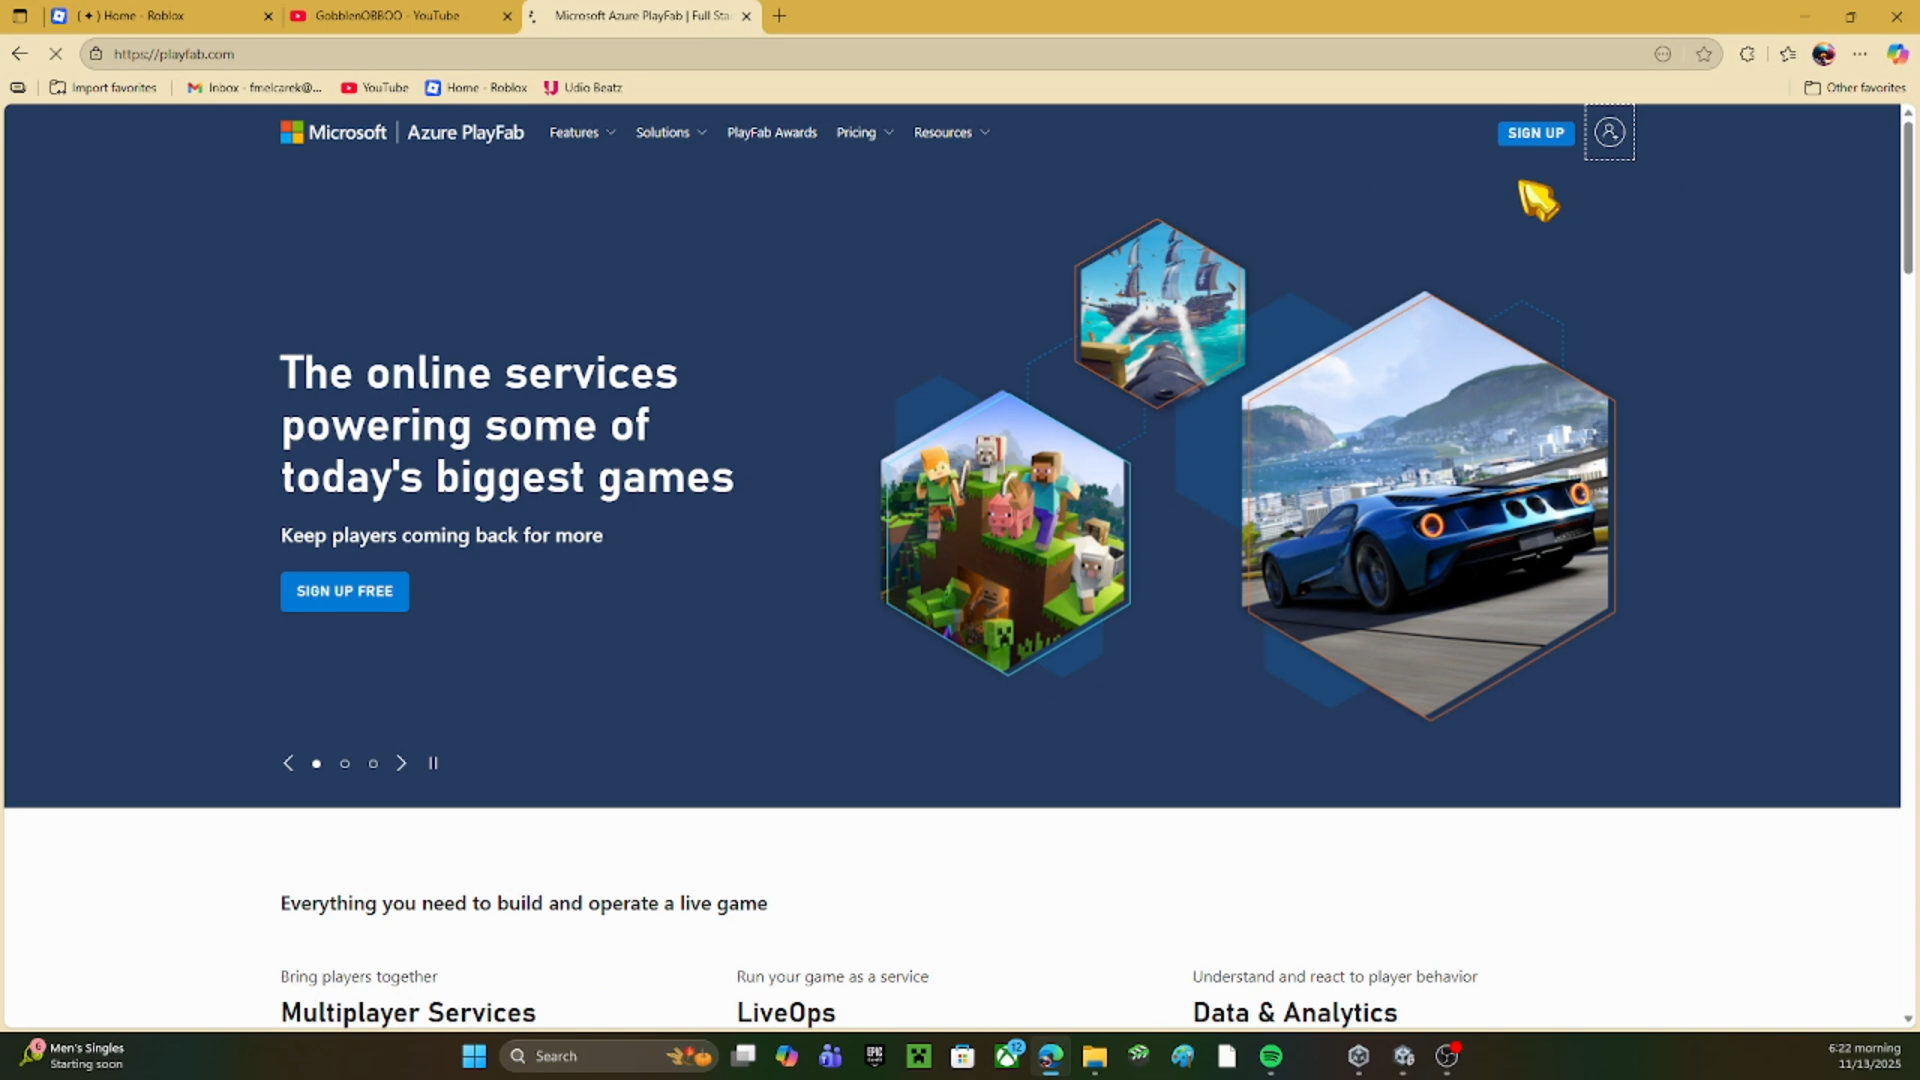 ( ✦ ) Home - Roblox
GobblenOBBOO - YouTube
Microsoft Azure PlayFab | Full Sta
https://playfab.com
Import favorites
Inbox - fmelcarek@...
YouTube
Home - Roblox
Udio Beatz
Other favorites
Microsoft | Azure PlayFab
Features
Solutions
PlayFab Awards
Pricing
Resources
SIGN UP
The online services
powering some of
today's biggest games
Keep players coming back for more
SIGN UP FREE
Everything you need to build and operate a live game
Bring players together
Multiplayer Services
Run your game as a service
LiveOps
Understand and react to player behavior
Data & Analytics
6
Men's Singles
Starting soon
Search
EPIC
GAMES
12
6:22 morning
11/13/2025